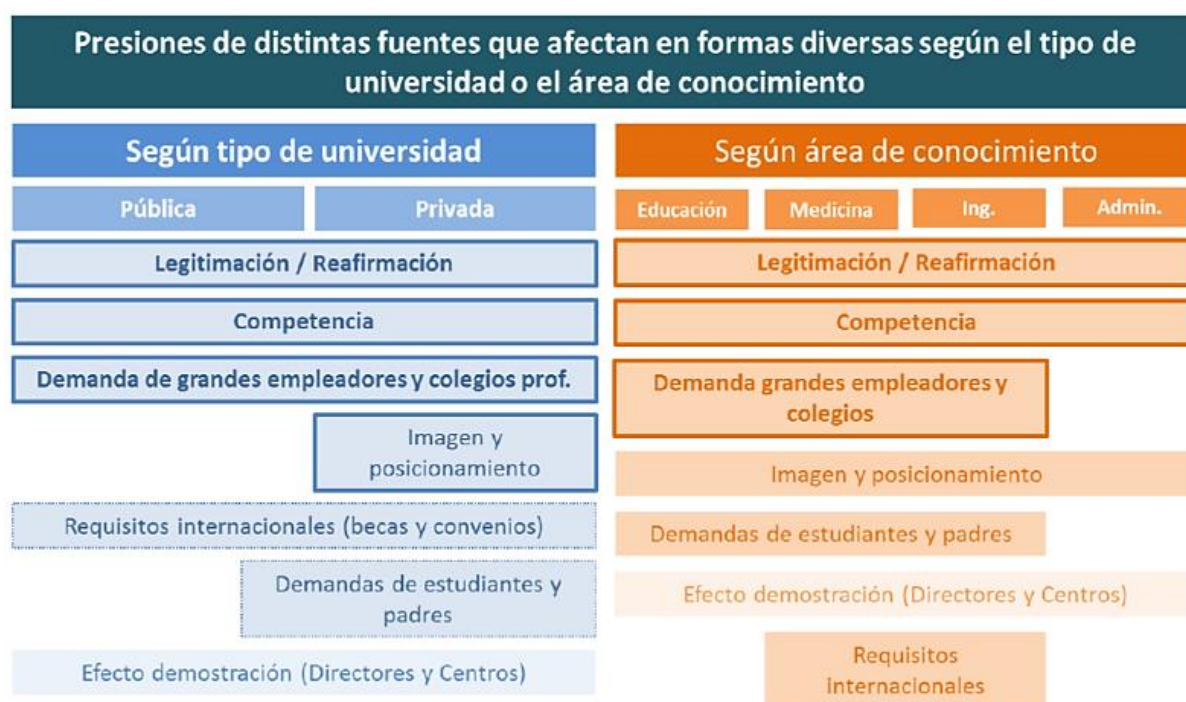 Presiones de distintas fuentes que afectan en formas diversas según el tipo de
universidad o el área de conocimiento
Según tipo de universidad
Pública
Privada
Legitimación / Reafirmación
Competencia
Demanda de grandes empleadores y colegios prof.
Imagen y
posicionamiento
Requisitos internacionales (becas y convenios)
Demandas de estudiantes y
padres
Efecto demostración (Directores y Centros)
Según área de conocimiento
Educación
Medicina
Ing.
Admin.
Legitimación / Reafirmación
Competencia
Demanda grandes empleadores y
colegios
Imagen y posicionamiento
Demandas de estudiantes y padres
Efecto demostración (Directores y Centros)
Requisitos
internacionales